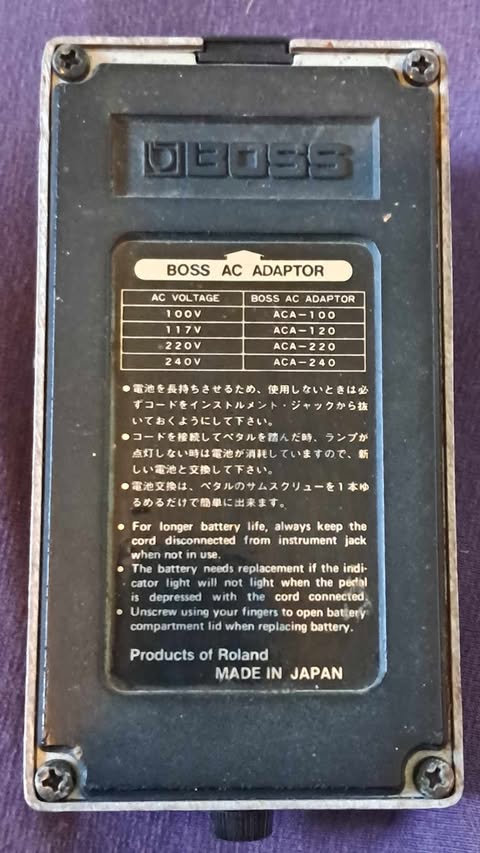 BOSS
BOSS AC ADAPTOR
AC VOLTAGE BOSS AC ADAPTOR
100V ACA-100
117V ACA-120
220V ACA-220
240V ACA-240
●電池を長持ちさせるため、使用しないときは必
ずコードをインストルメント・ジャックから抜
いておくようにして下さい。
●コードを接続してペタルを踏んだ時、ランプが
点灯しない時は電池が消耗していますので、新
しい電池と交換して下さい。
●電池交換は、ペタルのサムスクリューを1本ゆ
るめるだけで簡単に出来ます。
● For longer battery life, always keep the
cord disconnected from instrument jack
when not in use.
● The battery needs replacement if the indi-
cator light will not light when the pedal
is depressed with the cord connected.
● Unscrew using your fingers to open battery
compartment lid when replacing battery.
Products of Roland
MADE IN JAPAN